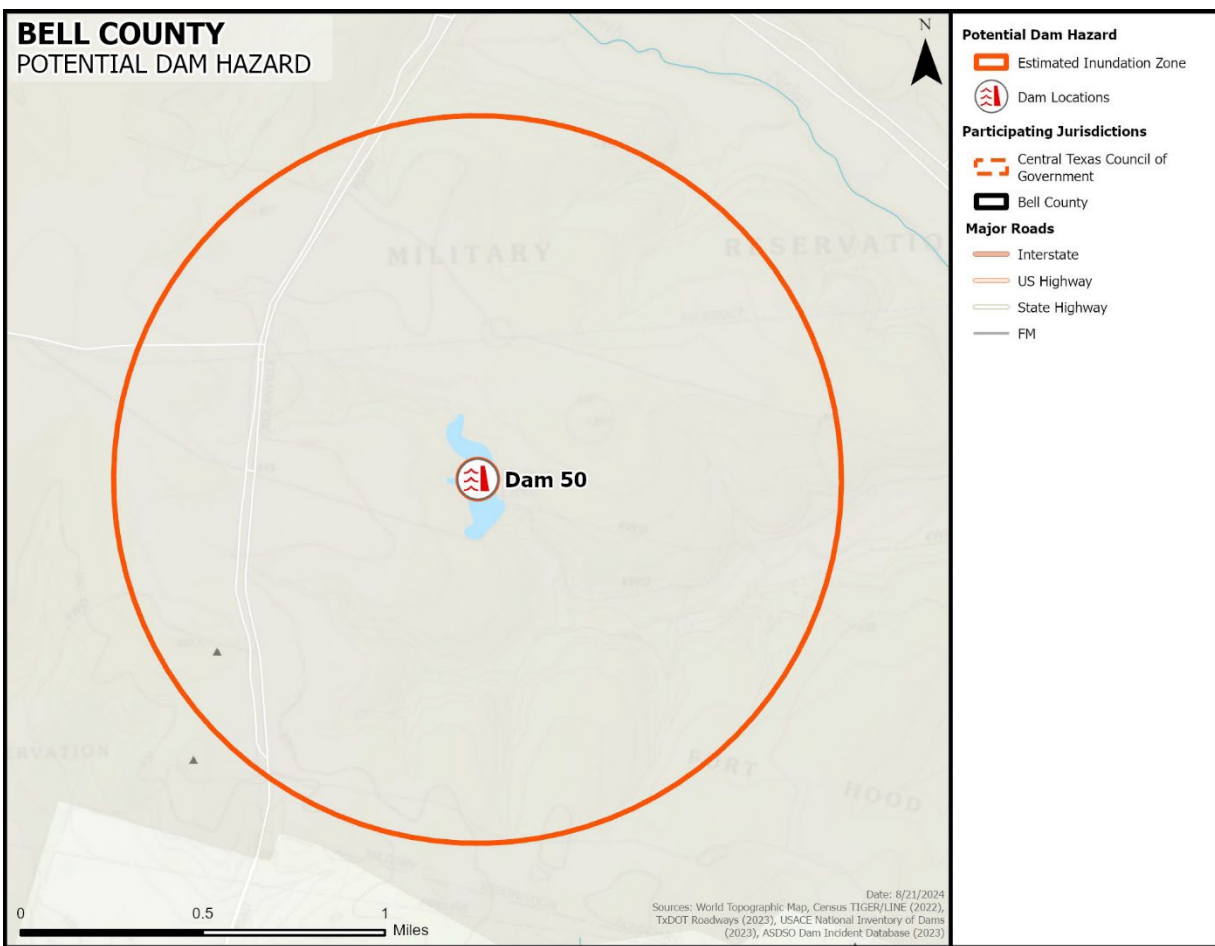 BELL COUNTY
POTENTIAL DAM HAZARD
N
MILITARY
RESERVATIO
Dam 50
ERVATION
FORT
HOOD
0
0.5
1
Miles
Date: 8/21/2024
Sources: World Topographic Map, Census TIGER/LINE (2022),
TxDOT Roadways (2023), USACE National Inventory of Dams
(2023), ASDSO Dam Incident Database (2023)
Potential Dam Hazard
Estimated Inundation Zone
Dam Locations
Participating Jurisdictions
Central Texas Council of
Government
Bell County
Major Roads
Interstate
US Highway
State Highway
FM